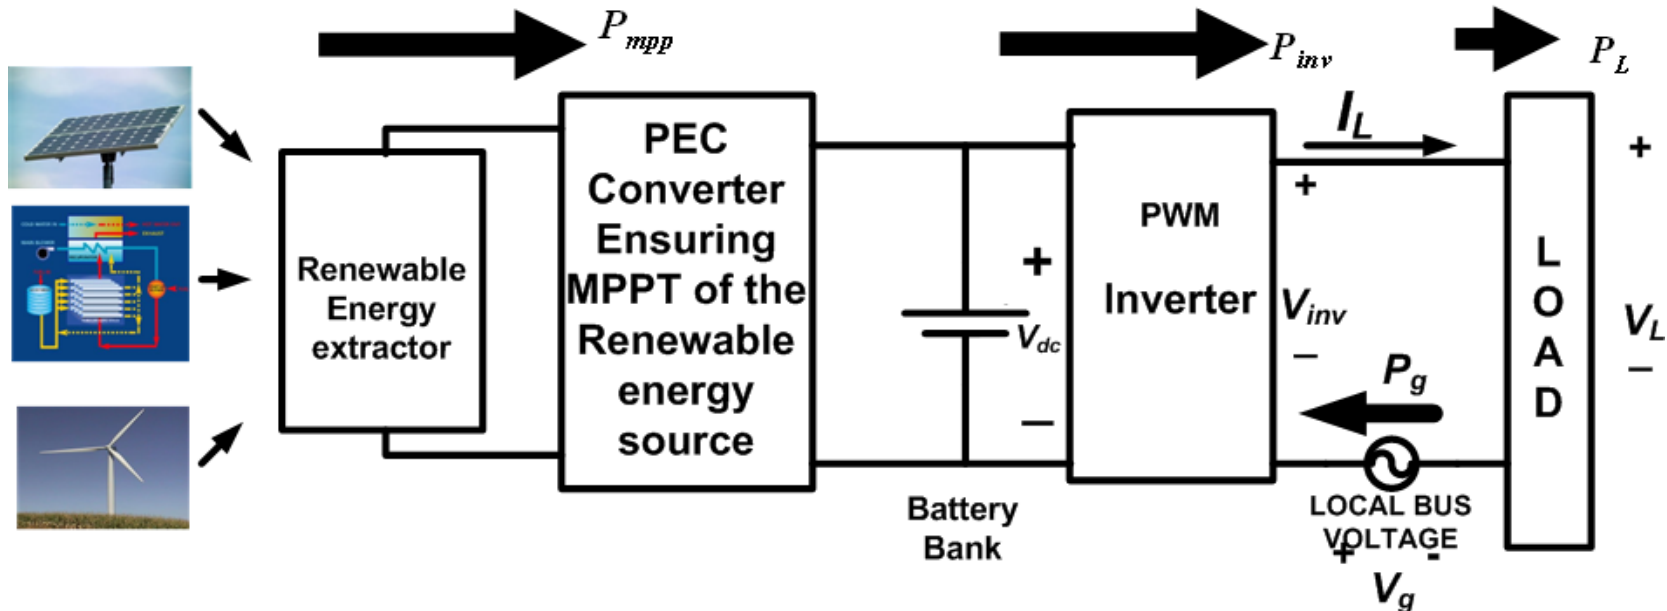 P_mpp
P_inv
P_L
PEC
Converter
Ensuring
MPPT of the
Renewable
energy
source
Renewable
Energy
extractor
+
V_dc
–
Battery
Bank
PWM
Inverter
I_L
+
V_inv
–
P_g
LOCAL BUS
VOLTAGE
+ -
V_g
L
O
A
D
+
V_L
–